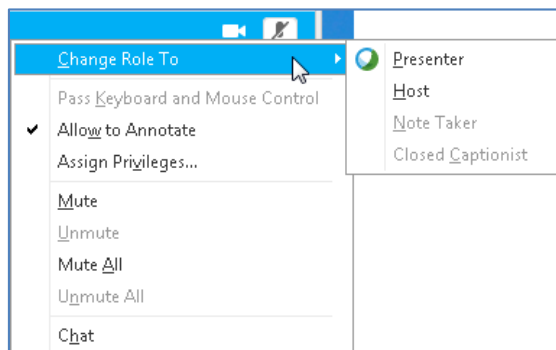 Change Role To
Presenter
Host
Note Taker
Closed Captionist
Pass Keyboard and Mouse Control
Allow to Annotate
Assign Privileges...
Mute
Unmute
Mute All
Unmute All
Chat